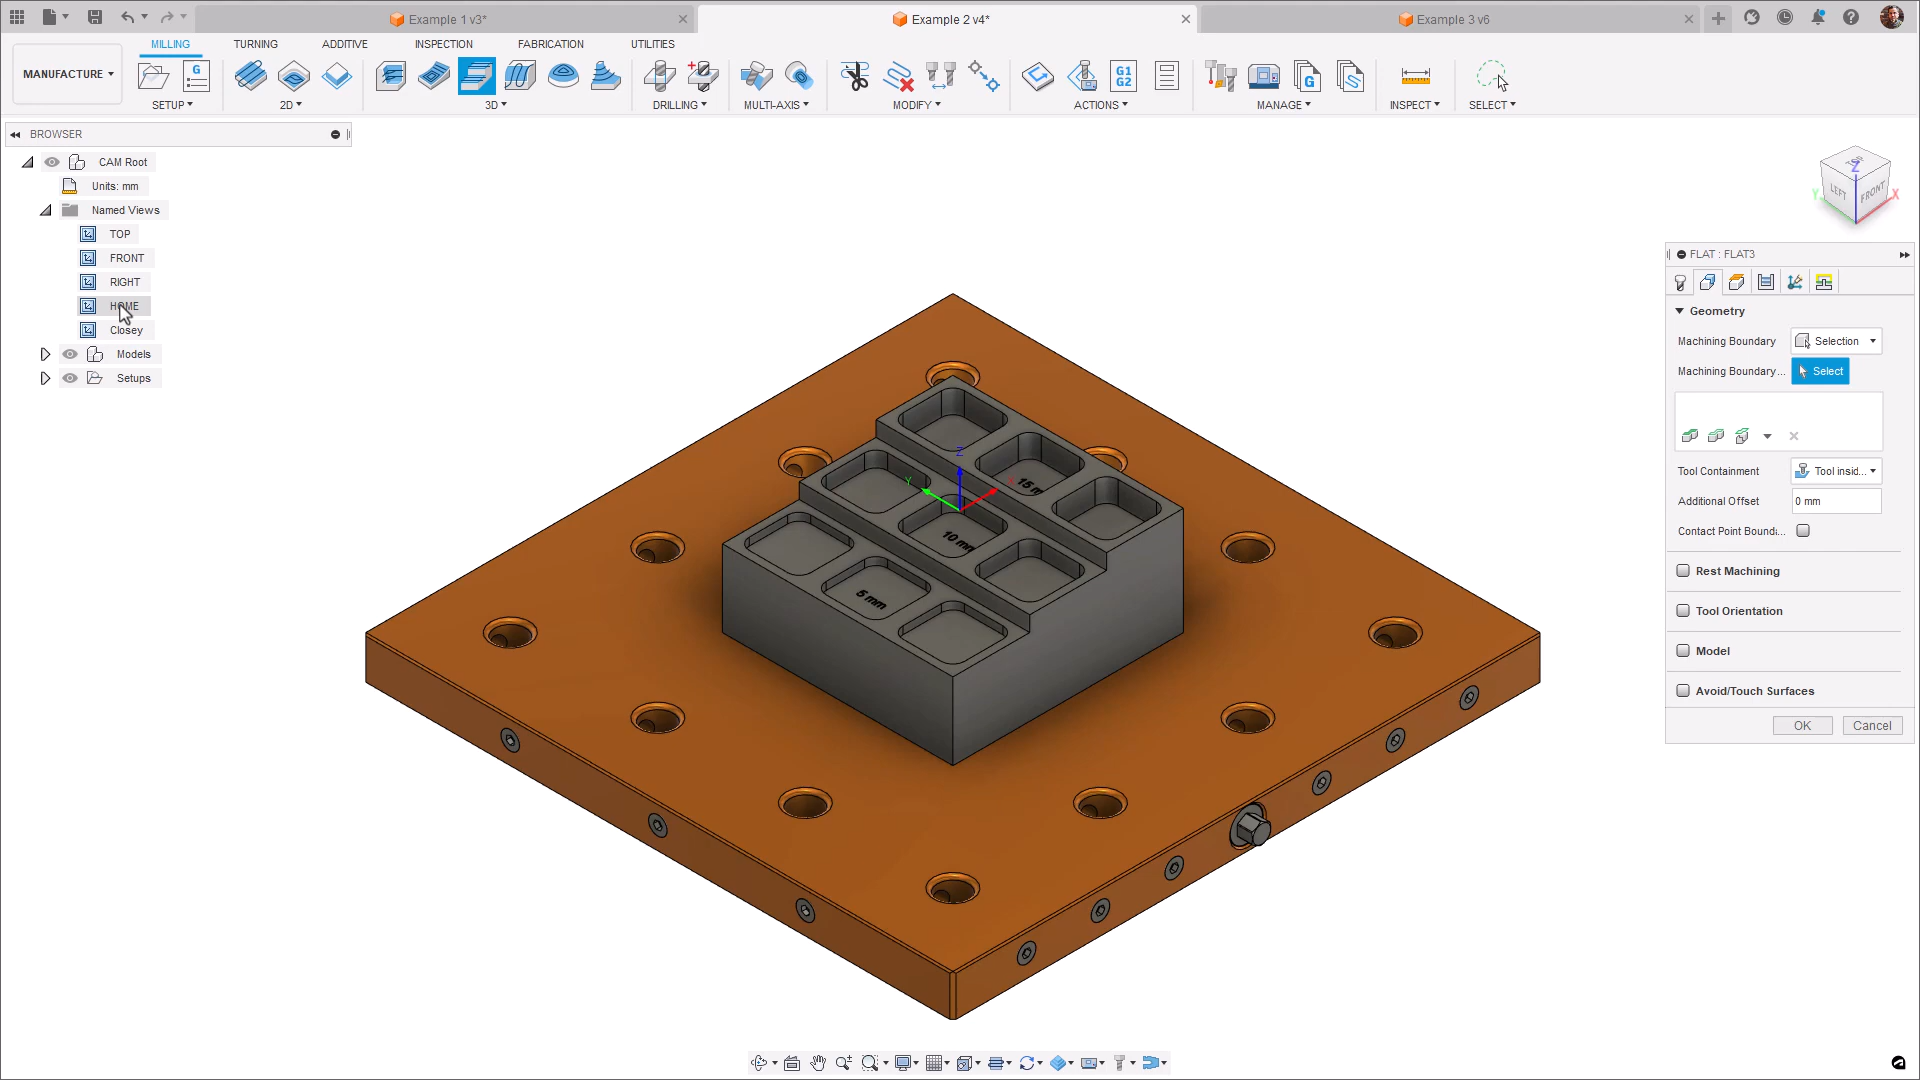 Example 1 v3*
Example 2 v4*
Example 3 v6
MILLING
TURNING
ADDITIVE
INSPECTION
FABRICATION
UTILITIES
MANUFACTURE
G
G1
G2
G
SETUP
2D
3D
DRILLING
MULTI-AXIS
MODIFY
ACTIONS
MANAGE
INSPECT
SELECT
BROWSER
CAM Root
Units: mm
Named Views
TOP
FRONT
RIGHT
HOME
Closey
Models
Setups
TOP
Z
LEFT
FRONT
Y
X
Z
Y
15 m
10 mm
5 mm
FLAT : FLAT3
Geometry
Machining Boundary
Selection
Machining Boundary...
Select
Tool Containment
Tool insid...
Additional Offset
0 mm
Contact Point Bounda...
Rest Machining
Tool Orientation
Model
Avoid/Touch Surfaces
OK
Cancel